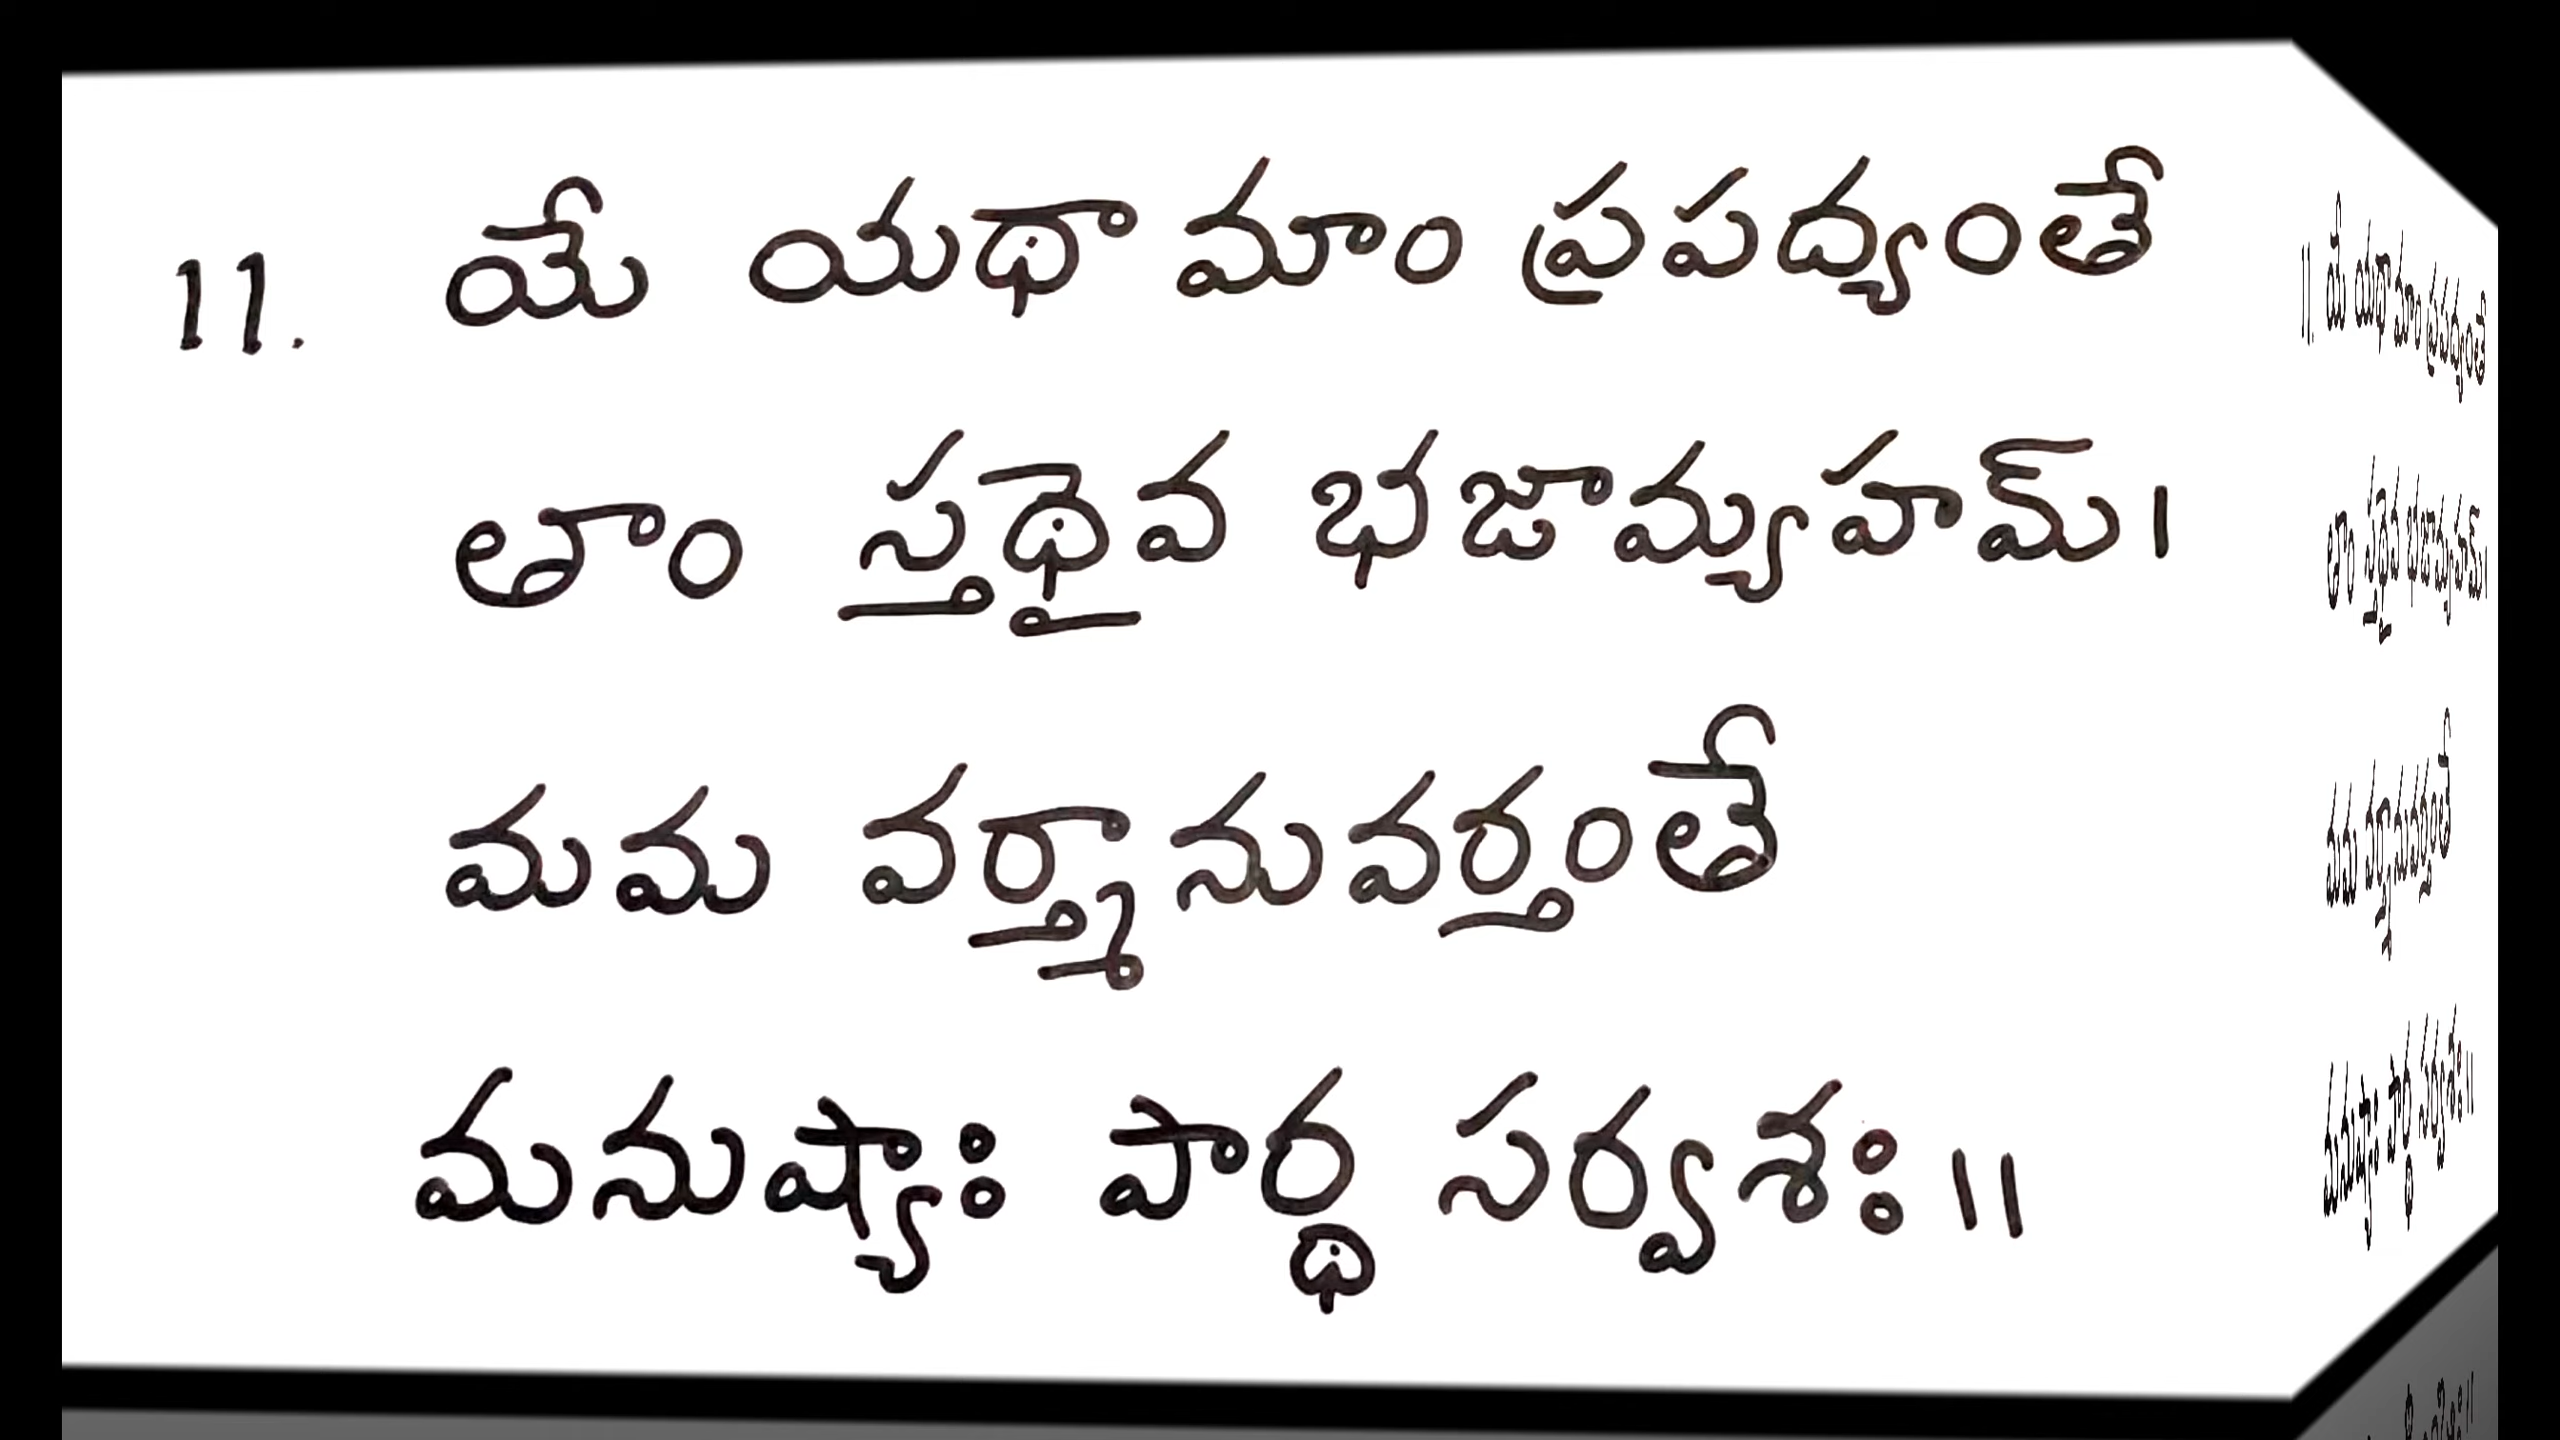 11. యే యథా మాం ప్రపద్యంతే
తాం స్తథైవ భజామ్యహమ్।
మమ వర్త్మానువర్తంతే
మనుష్యాః పార్థ సర్వశః॥